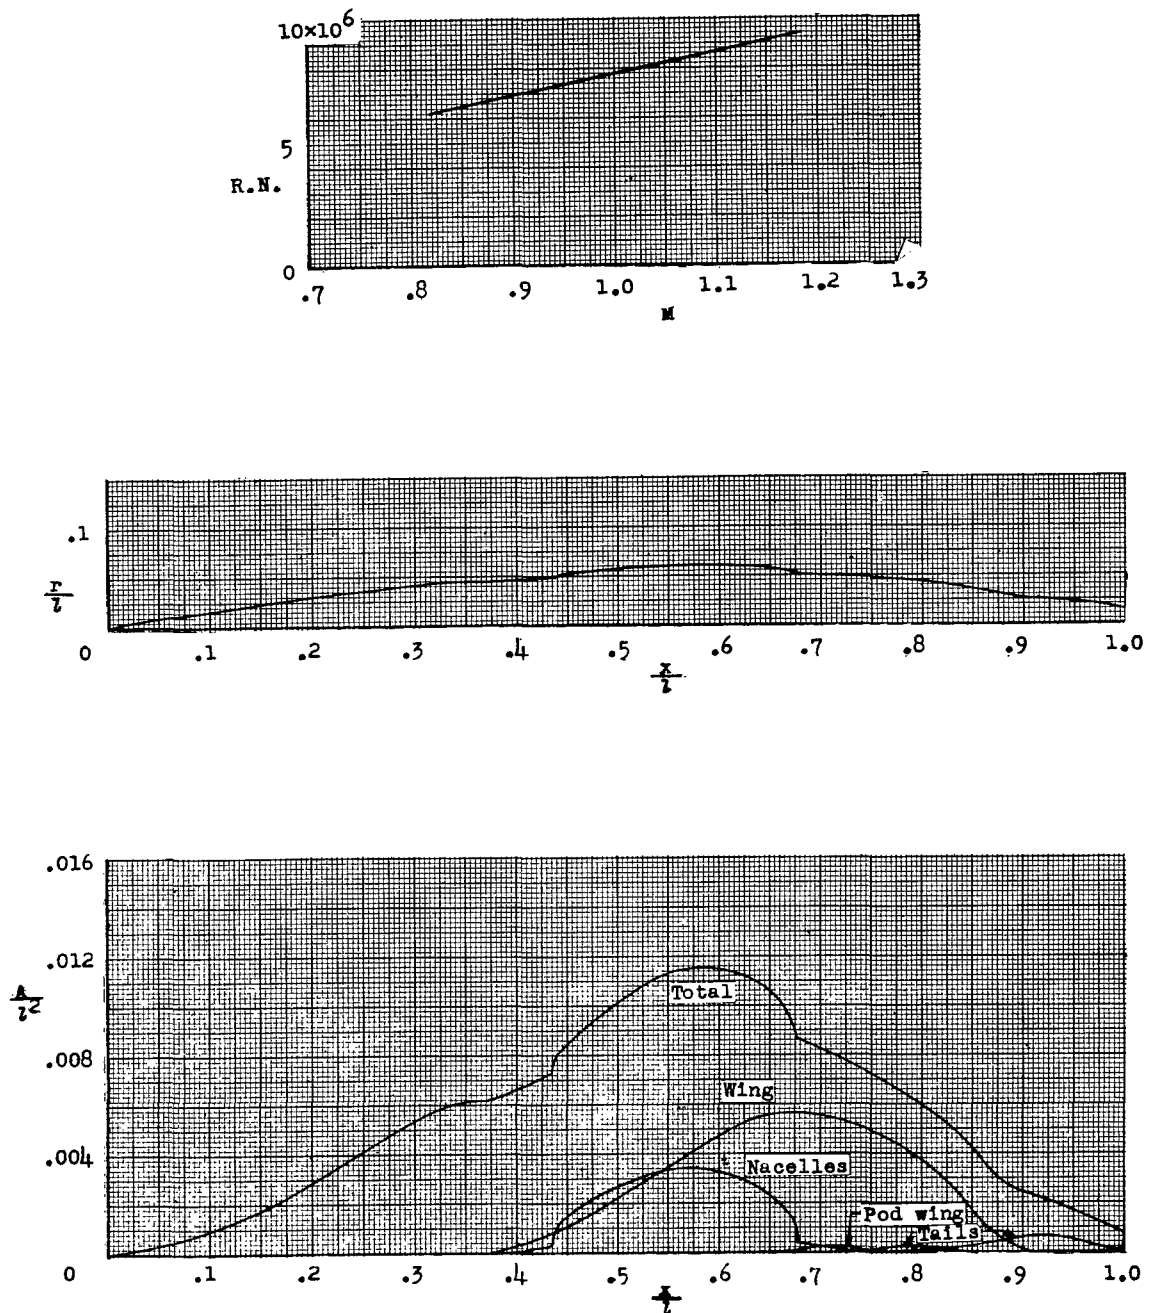 10×10⁶
5
R.N.
0
.7 .8 .9 1.0 1.1 1.2 1.3
M
.1
r/l
0 .1 .2 .3 .4 .5 .6 .7 .8 .9 1.0
x/l
.016
.012
A/l²
Total
.008
Wing
.004
Nacelles
Pod wing
Tails
0 .1 .2 .3 .4 .5 .6 .7 .8 .9 1.0
x/l